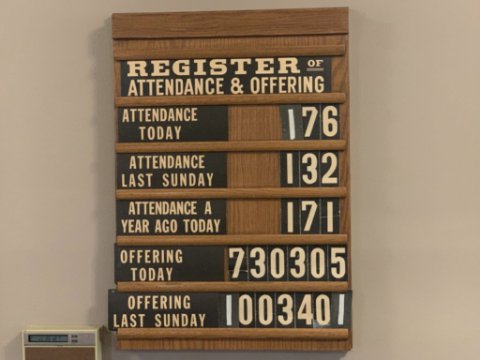 REGISTER OF
ATTENDANCE & OFFERING
ATTENDANCE
TODAY
176
ATTENDANCE
LAST SUNDAY
132
ATTENDANCE A
YEAR AGO TODAY
171
OFFERING
TODAY
730305
OFFERING
LAST SUNDAY
1003401